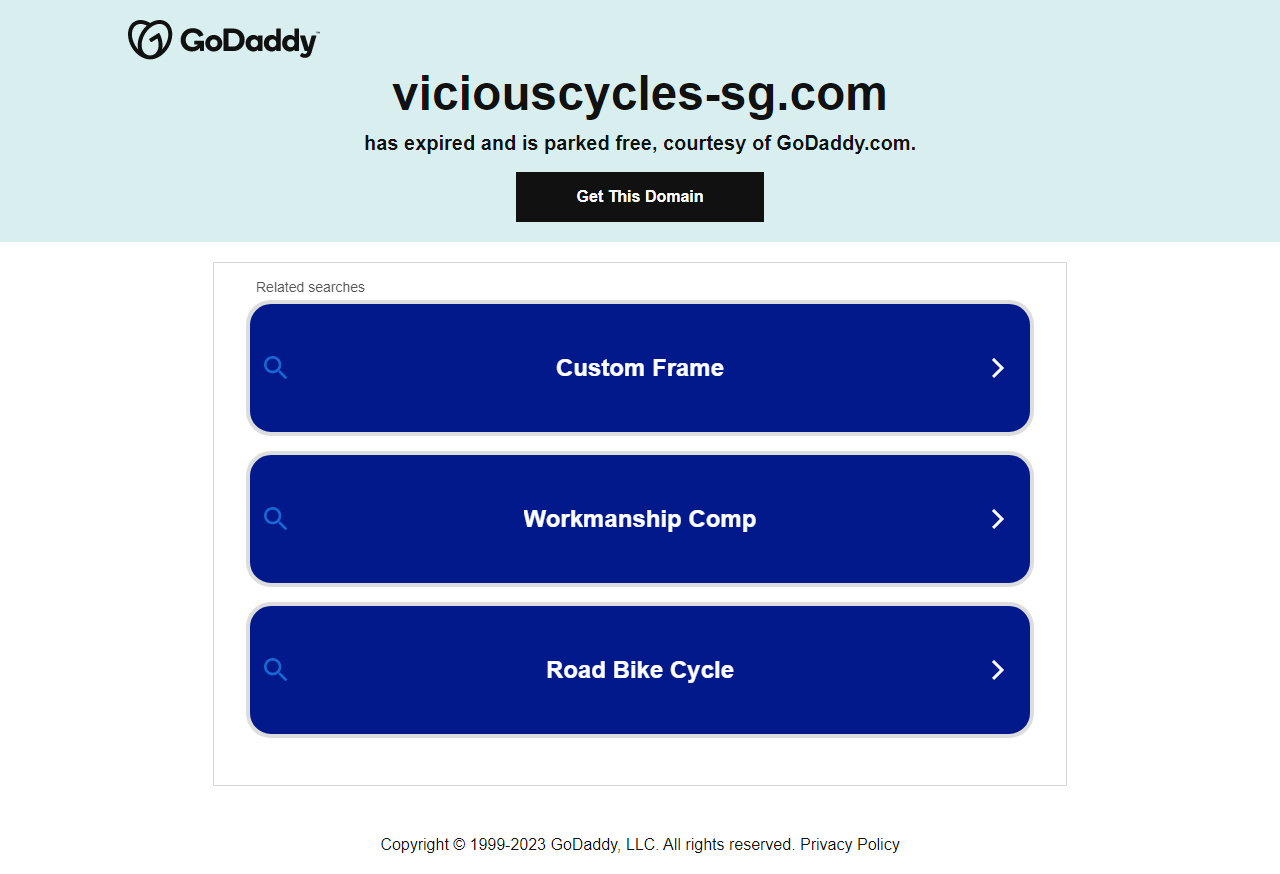 GoDaddy™
viciouscycles-sg.com
has expired and is parked free, courtesy of GoDaddy.com.
Get This Domain
Related searches
Custom Frame
Workmanship Comp
Road Bike Cycle
Copyright © 1999-2023 GoDaddy, LLC. All rights reserved. Privacy Policy